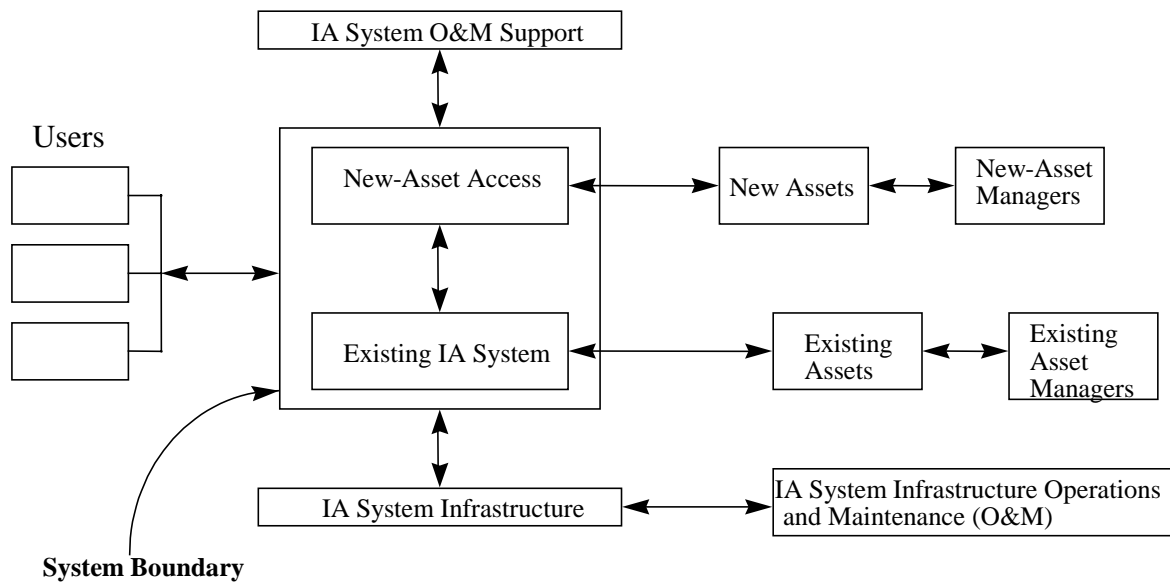 IA System O&M Support
Users
New-Asset Access
New Assets
New-Asset
Managers
Existing IA System
Existing
Assets
Existing
Asset
Managers
IA System Infrastructure
IA System Infrastructure Operations
and Maintenance (O&M)
System Boundary